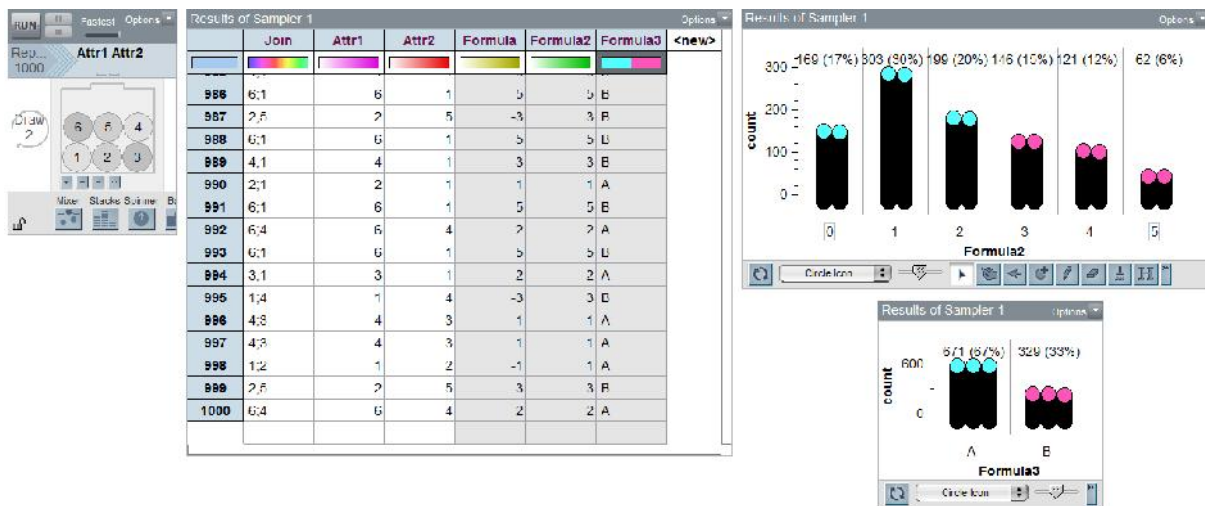 RUN Fastest Options
Rep... 1000 Attr1 Attr2
Draw 2
6 5 4
1 2 3
Mixer Stacks Spinner
Results of Sampler 1 Options
Join Attr1 Attr2 Formula Formula2 Formula3 <new>
986 6;1 6 1 5 5 B
987 2;5 2 5 -3 3 B
988 6;1 6 1 5 5 B
989 4;1 4 1 3 3 B
990 2;1 2 1 1 1 A
991 6;1 6 1 5 5 B
992 6;4 6 4 2 2 A
993 6;1 6 1 5 5 B
994 3;1 3 1 2 2 A
995 1;4 1 4 -3 3 B
996 4;3 4 3 1 1 A
997 4;3 4 3 1 1 A
998 1;2 1 2 -1 1 A
999 2;5 2 5 -3 3 B
1000 6;4 6 4 2 2 A
Results of Sampler 1 Options
169 (17%) 303 (30%) 199 (20%) 146 (15%) 121 (12%) 62 (6%)
300
200
100
0
count
0 1 2 3 4 5
Formula2
Circle Icon
Results of Sampler 1 Options
671 (67%) 329 (33%)
600
0
count
A B
Formula3
Circle Icon